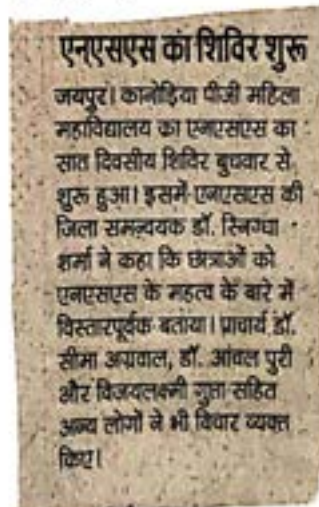 एनएसएस का शिविर शुरू
जयपुर। कानोड़िया पीजी महिला
महाविद्यालय का एनएसएस का
सात दिवसीय शिविर बुधवार से
शुरू हुआ। इसमें एनएसएस की
जिला समन्वयक डॉ. स्निग्धा
शर्मा ने कहा कि छात्राओं को
एनएसएस के महत्व के बारे में
विस्तारपूर्वक बताया। प्राचार्य डॉ.
सीमा अग्रवाल, डॉ. आंचल पुरी
और विजयलक्ष्मी गुप्ता सहित
अन्य लोगों ने भी विचार व्यक्त
किए।